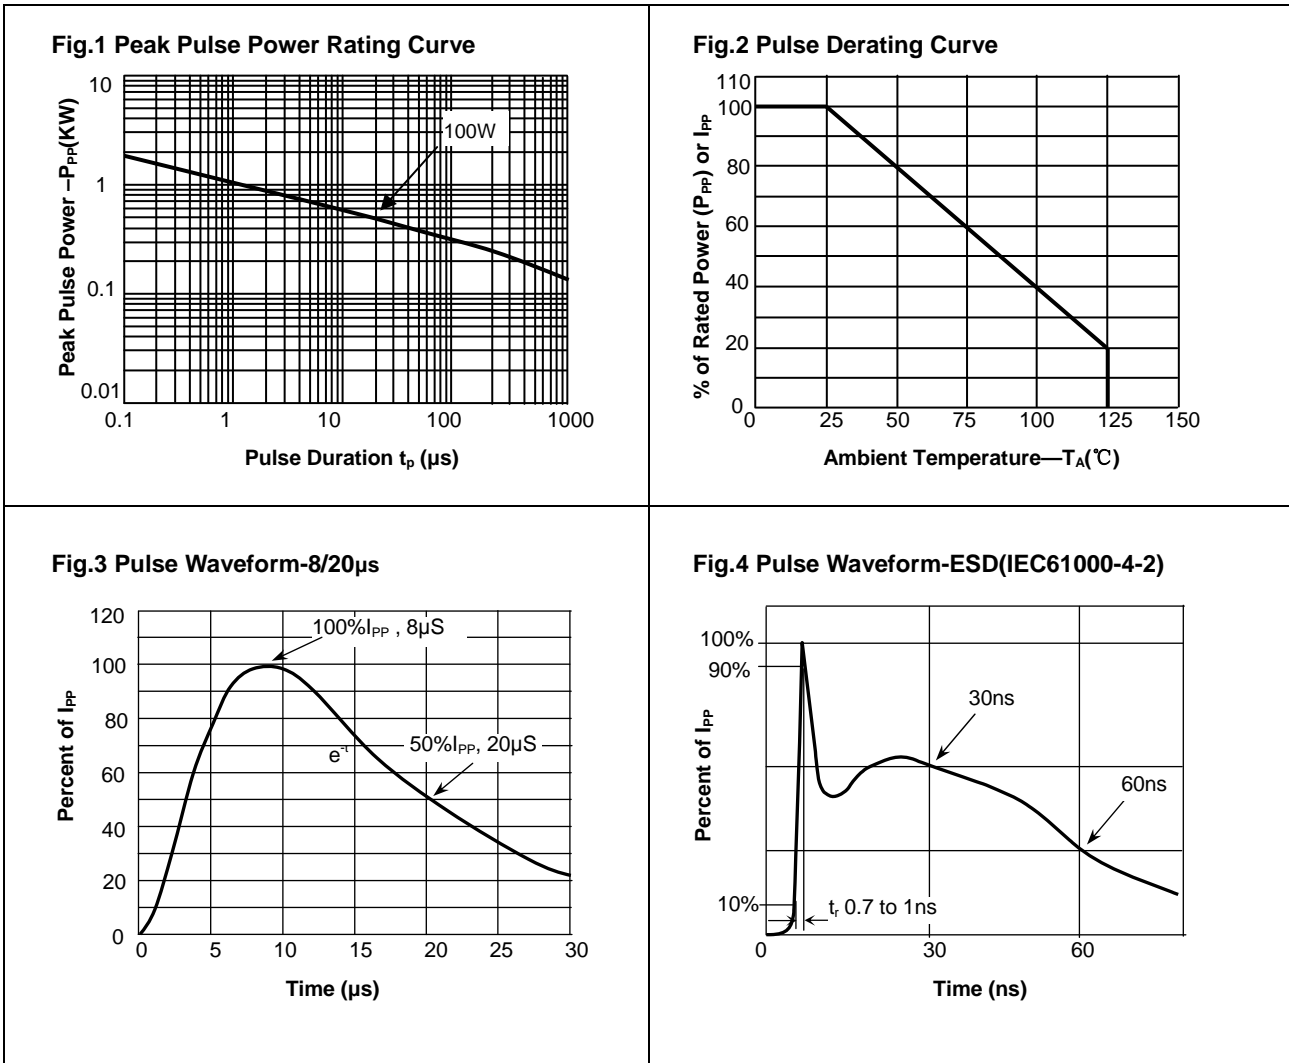 Fig.1 Peak Pulse Power Rating Curve
Peak Pulse Power –PPP(KW)
10
1
0.1
0.01
100W
0.1 1 10 100 1000
Pulse Duration tp (µs)
Fig.2 Pulse Derating Curve
% of Rated Power (PPP) or IPP
110
100
80
60
40
20
0
0 25 50 75 100 125 150
Ambient Temperature—TA(℃)
Fig.3 Pulse Waveform-8/20µs
Percent of IPP
120
100
80
60
40
20
0
100%IPP , 8µS
e-t
50%IPP, 20µS
0 5 10 15 20 25 30
Time (µs)
Fig.4 Pulse Waveform-ESD(IEC61000-4-2)
Percent of IPP
100%
90%
10%
30ns
60ns
tr 0.7 to 1ns
0 30 60
Time (ns)